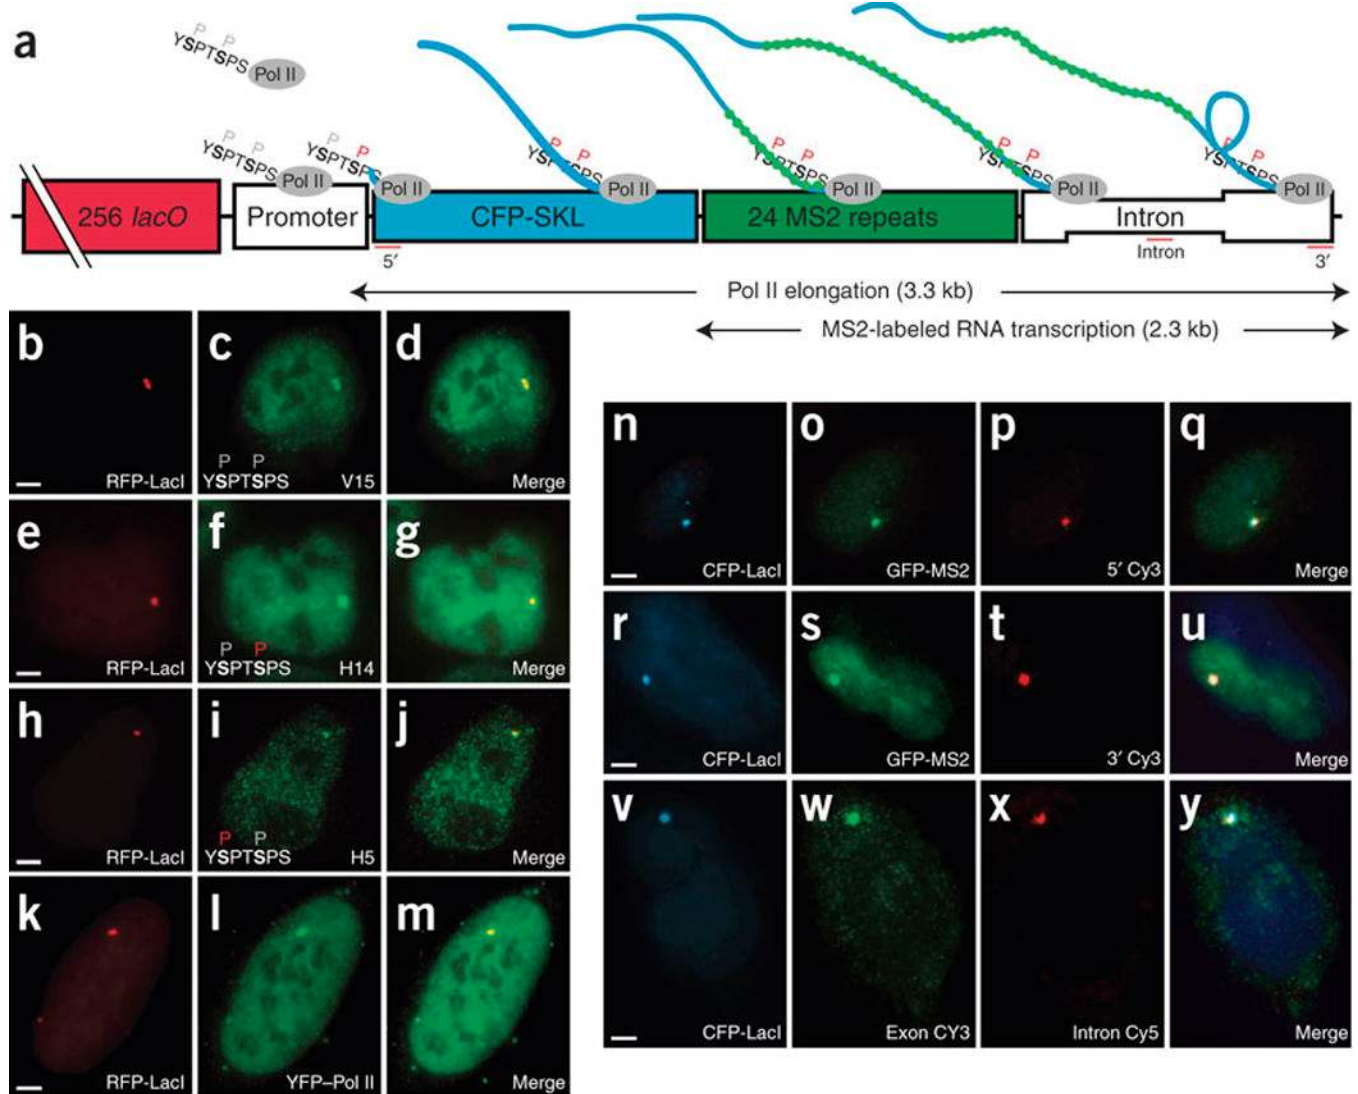 a
P
P
YSPTSPS
Pol II
P
P
YSPTSPS
Pol II
P
P
YSPTSPS
Pol II
P
P
YSPTSPS
Pol II
P
P
YSPTSPS
Pol II
P
P
YSPTSPS
Pol II
P
P
YSPTSPS
Pol II
256 lacO
Promoter
CFP-SKL
24 MS2 repeats
Intron
5′
Intron
3′
Pol II elongation (3.3 kb)
MS2-labeled RNA transcription (2.3 kb)
b
RFP-LacI
c
P P
YSPTSPS
V15
d
Merge
e
RFP-LacI
f
P P
YSPTSPS
H14
g
Merge
h
RFP-LacI
i
P P
YSPTSPS
H5
j
Merge
k
RFP-LacI
l
YFP–Pol II
m
Merge
n
CFP-LacI
o
GFP-MS2
p
5′ Cy3
q
Merge
r
CFP-LacI
s
GFP-MS2
t
3′ Cy3
u
Merge
v
CFP-LacI
w
Exon CY3
x
Intron Cy5
y
Merge